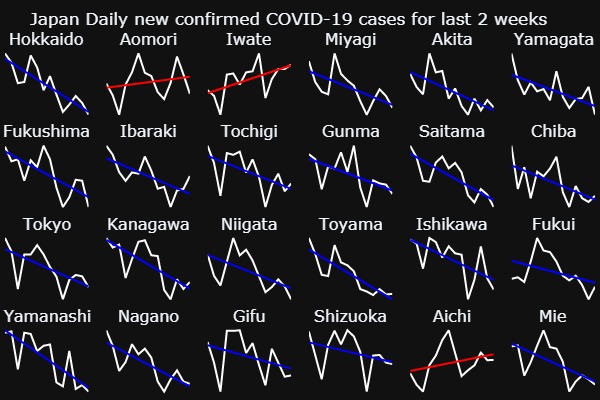 Japan Daily new confirmed COVID-19 cases for last 2 weeks
Hokkaido Aomori Iwate Miyagi Akita Yamagata
Fukushima Ibaraki Tochigi Gunma Saitama Chiba
Tokyo Kanagawa Niigata Toyama Ishikawa Fukui
Yamanashi Nagano Gifu Shizuoka Aichi Mie